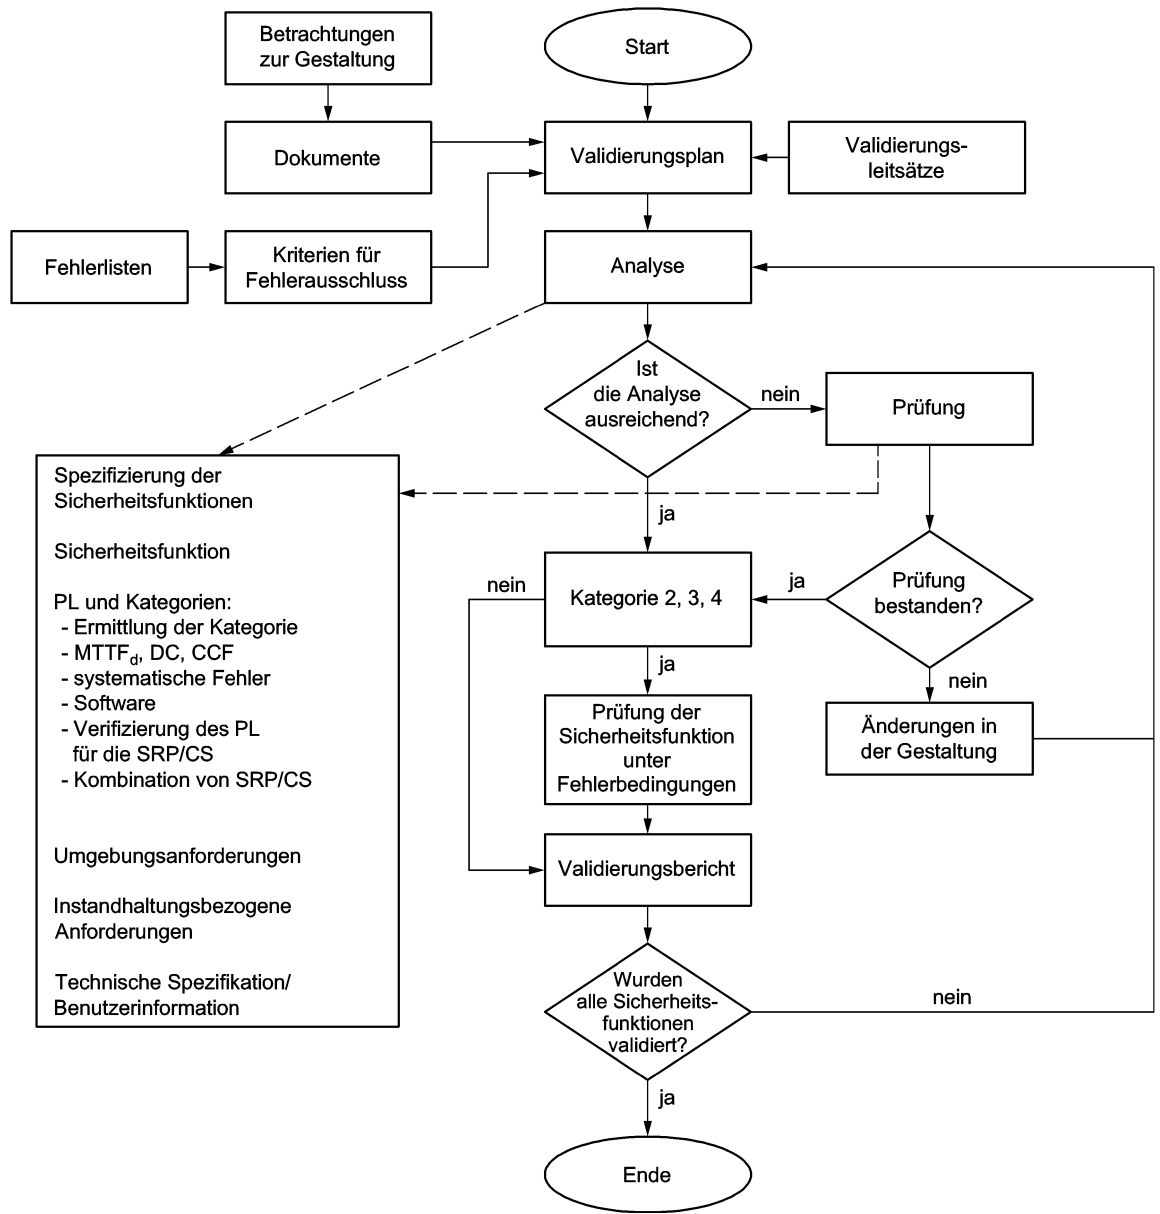 Betrachtungen
zur Gestaltung
Start
Dokumente
Validierungsplan
Validierungs-
leitsätze
Fehlerlisten
Kriterien für
Fehlerausschluss
Analyse
Ist
die Analyse
ausreichend?
nein
Prüfung
ja
Spezifizierung der
Sicherheitsfunktionen
Sicherheitsfunktion
PL und Kategorien:
- Ermittlung der Kategorie
- MTTFd, DC, CCF
- systematische Fehler
- Software
- Verifizierung des PL
für die SRP/CS
- Kombination von SRP/CS
Umgebungsanforderungen
Instandhaltungsbezogene
Anforderungen
Technische Spezifikation/
Benutzerinformation
nein
Kategorie 2, 3, 4
ja
Prüfung
bestanden?
ja
nein
Prüfung der
Sicherheitsfunktion
unter
Fehlerbedingungen
Änderungen in
der Gestaltung
Validierungsbericht
Wurden
alle Sicherheits-
funktionen
validiert?
nein
ja
Ende